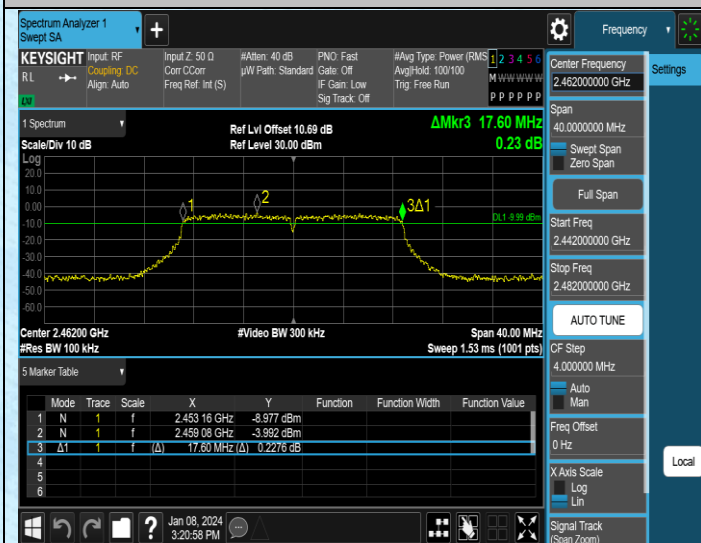 Spectrum Analyzer 1
Swept SA
+
Frequency
KEYSIGHT
R L
LXI
Input: RF
Coupling: DC
Align: Auto
Input Z: 50 Ω
Corr CCorr
Freq Ref: Int (S)
#Atten: 40 dB
µW Path: Standard
PNO: Fast
Gate: Off
IF Gain: Low
Sig Track: Off
#Avg Type: Power (RMS
Avg|Hold: 100/100
Trig: Free Run
1 2 3 4 5 6
M W W W W W
P P P P P P
1 Spectrum
Scale/Div 10 dB
Ref Lvl Offset 10.69 dB
Ref Level 30.00 dBm
ΔMkr3 17.60 MHz
0.23 dB
Log
20.0
10.0
0.00
-10.0
-20.0
-30.0
-40.0
-50.0
-60.0
1
2
3Δ1
DL1 -9.99 dBm
Center 2.46200 GHz
#Res BW 100 kHz
#Video BW 300 kHz
Span 40.00 MHz
Sweep 1.53 ms (1001 pts)
5 Marker Table
Mode Trace Scale X Y Function Function Width Function Value
1 N 1 f 2.453 16 GHz -8.977 dBm
2 N 1 f 2.459 08 GHz -3.992 dBm
3 Δ1 1 f (Δ) 17.60 MHz (Δ) 0.2276 dB
4
5
6
?
Jan 08, 2024
3:20:58 PM
Center Frequency
2.462000000 GHz
Span
40.0000000 MHz
Swept Span
Zero Span
Full Span
Start Freq
2.442000000 GHz
Stop Freq
2.482000000 GHz
AUTO TUNE
CF Step
4.000000 MHz
Auto
Man
Freq Offset
0 Hz
X Axis Scale
Log
Lin
Signal Track
(Span Zoom)
Settings
Local